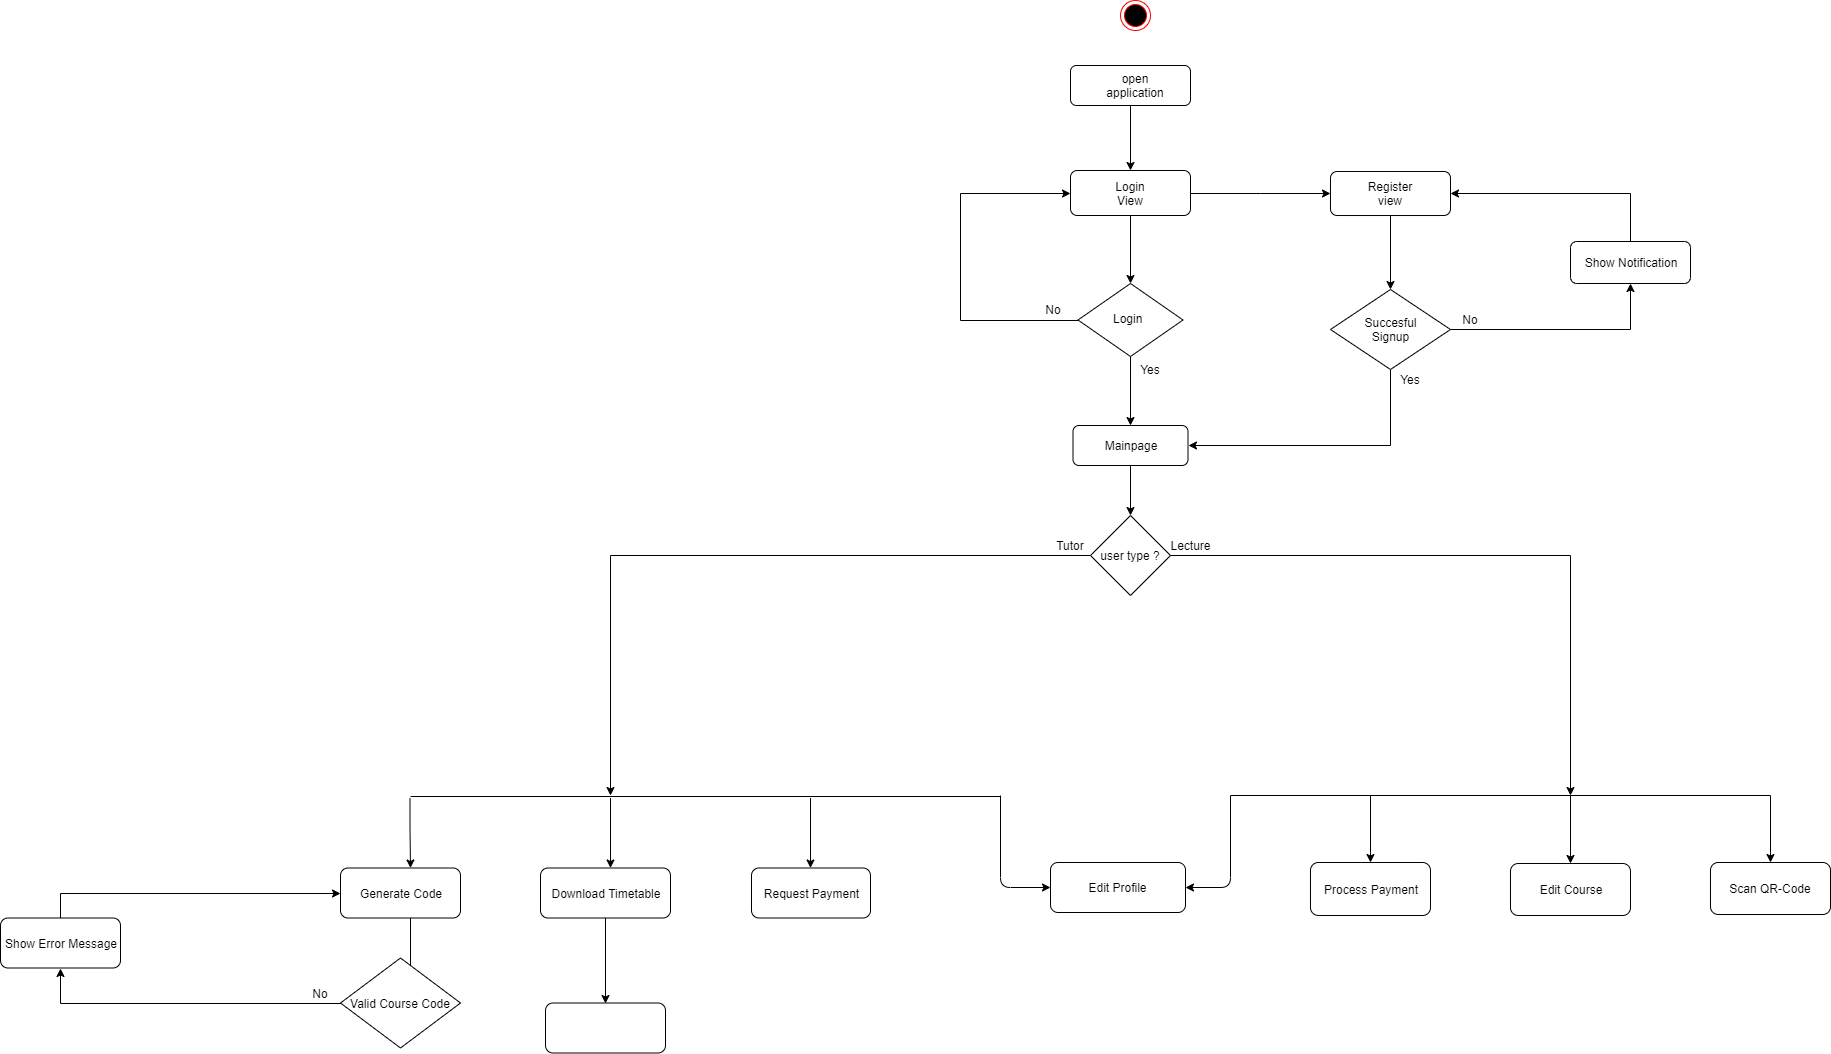 open
application
Login
View
Register
view
Show Notification
No
Login
Succesful
Signup
No
Yes
Yes
Mainpage
Tutor
user type ?
Lecture
Generate Code
Download Timetable
Request Payment
Edit Profile
Process Payment
Edit Course
Scan QR-Code
Show Error Message
No
Valid Course Code